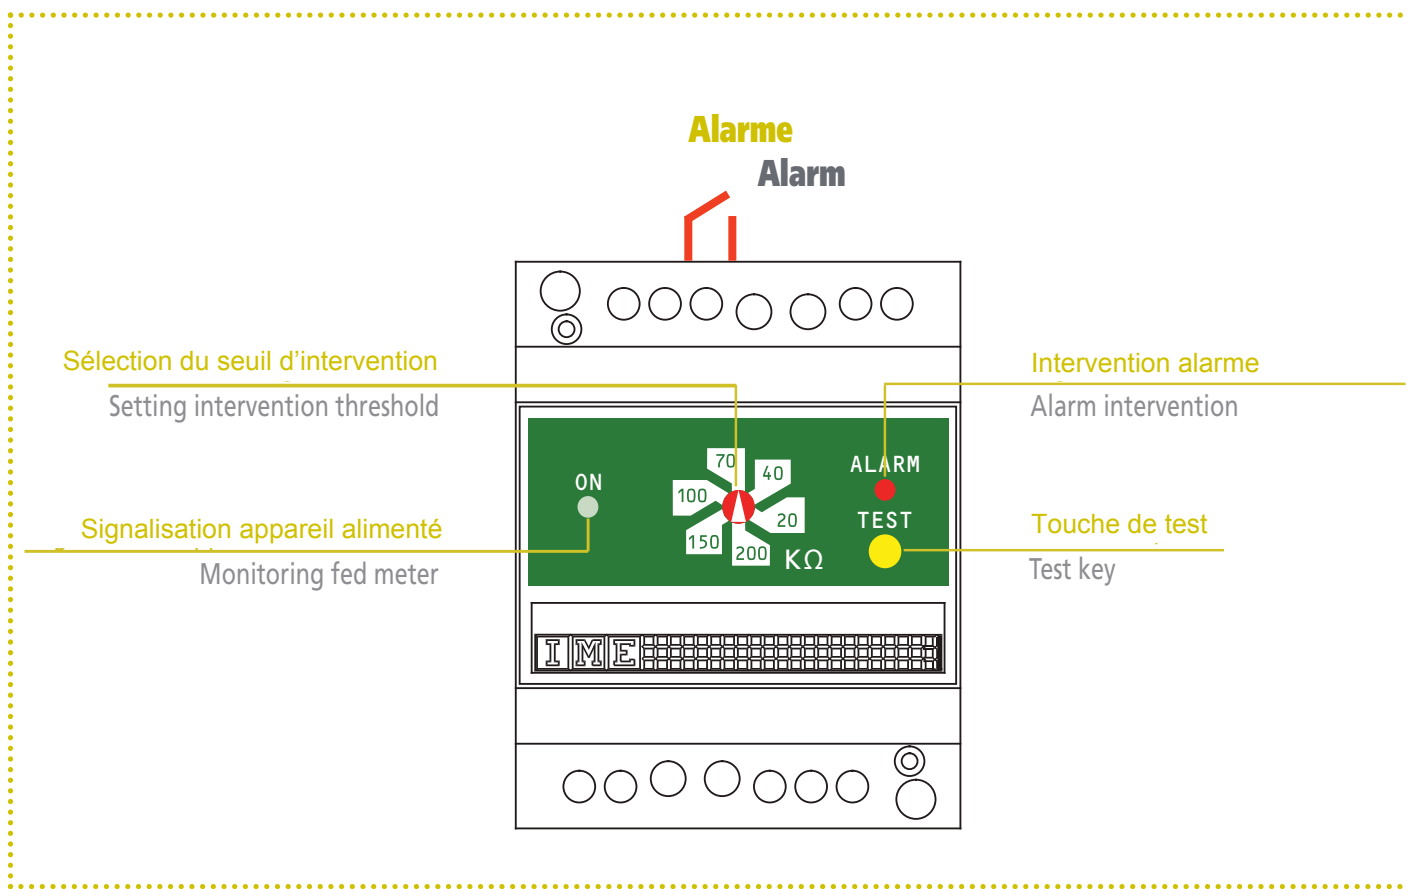 Alarme
Alarm
Sélection du seuil d'intervention
Setting intervention threshold
Intervention alarme
Alarm intervention
70
40
100
20
150
200
KΩ
ON
ALARM
TEST
Signalisation appareil alimenté
Monitoring fed meter
Touche de test
Test key
IME